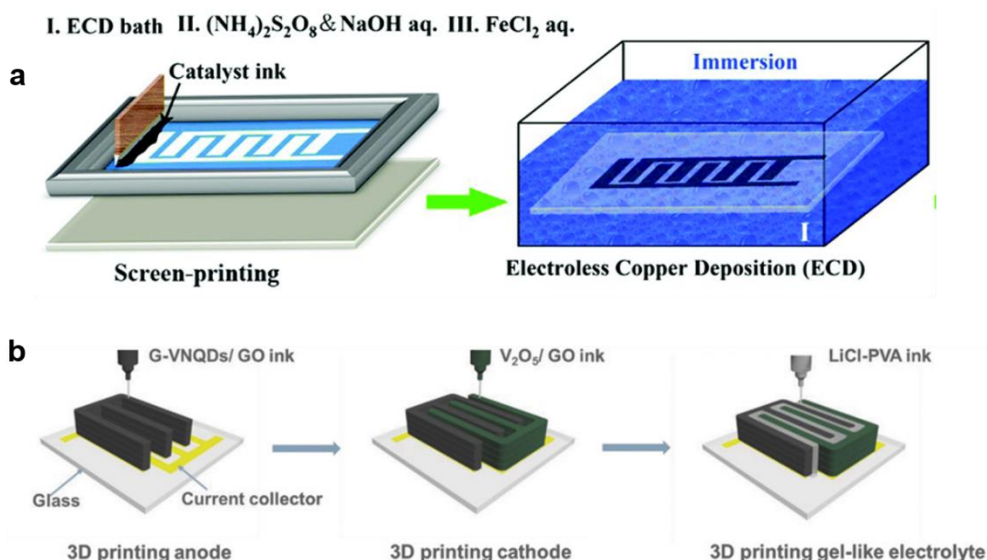 I. ECD bath II. (NH₄)₂S₂O₈ & NaOH aq. III. FeCl₂ aq.
a
Catalyst ink
Immersion
I
Screen-printing
Electroless Copper Deposition (ECD)
b
G-VNQDs/ GO ink
V₂O₅/ GO ink
LiCl-PVA ink
Glass
Current collector
3D printing anode
3D printing cathode
3D printing gel-like electrolyte